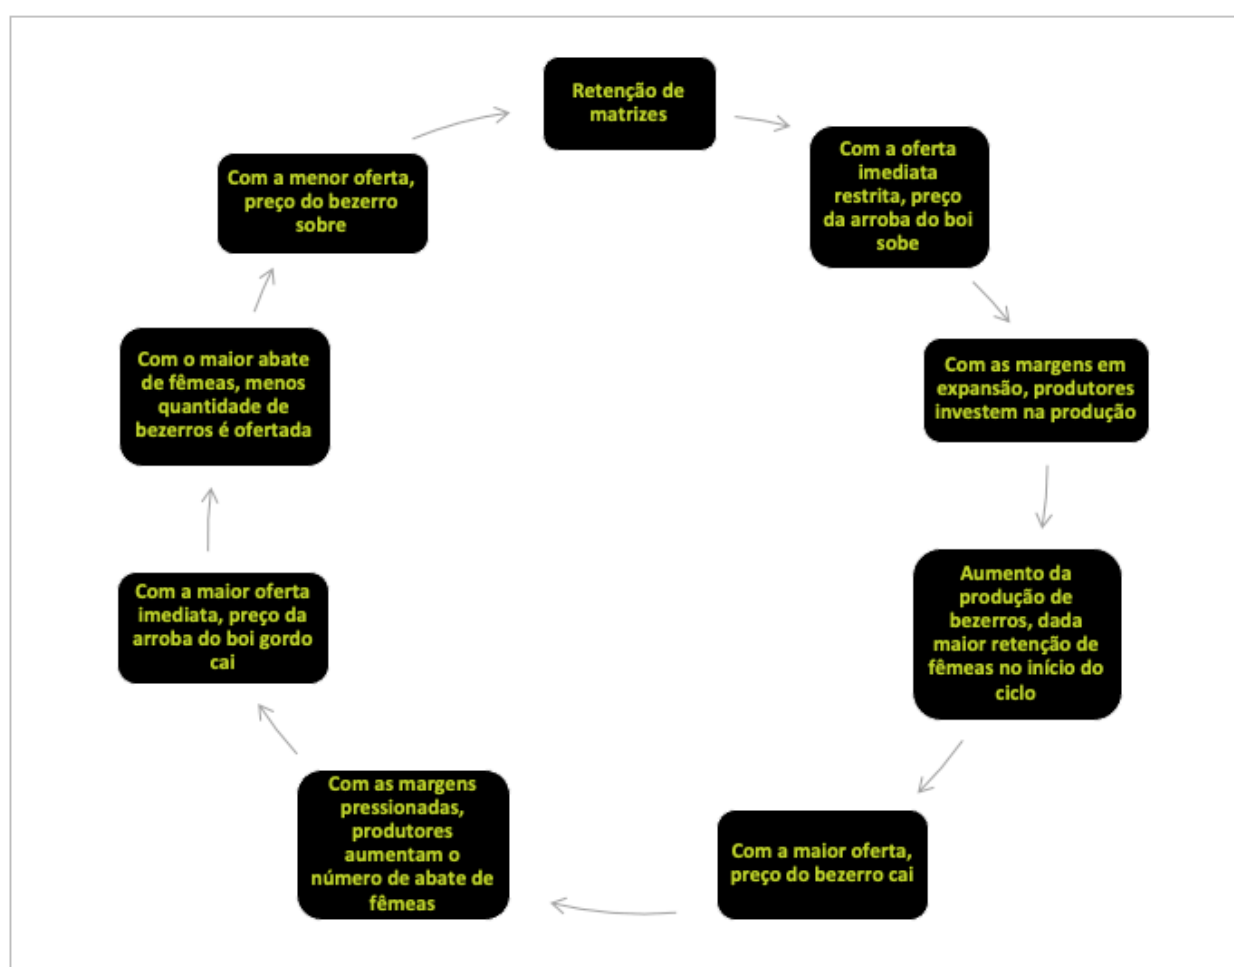 Retenção de
matrizes
Com a oferta
imediata
restrita, preço
da arroba do boi
sobe
Com as margens em
expansão, produtores
investem na produção
Aumento da
produção de
bezerros, dada
maior retenção de
fêmeas no início do
ciclo
Com a maior oferta,
preço do bezerro cai
Com as margens
pressionadas,
produtores
aumentam o
número de abate de
fêmeas
Com a maior oferta
imediata, preço da
arroba do boi gordo
cai
Com o maior abate
de fêmeas, menos
quantidade de
bezerros é ofertada
Com a menor oferta,
preço do bezerro
sobre